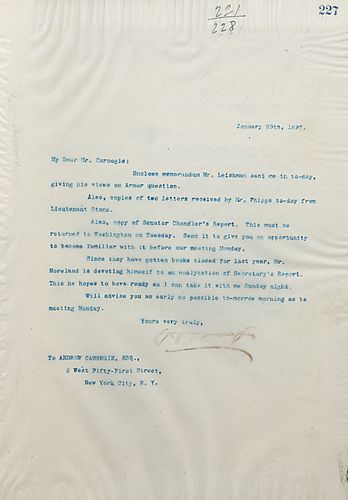 221
228
227
January 29th, 1897.
My Dear Mr. Carnegie:
Enclose memorandum Mr. Leishman sent me in to-day,
giving his views on Armor question.
Also, copies of two letters received by Mr. Phipps to-day from
Lieutenant Stone.
Also, copy of Senator Chandler's Report. This must be
returned to Washington on Tuesday. Send it to give you an opportunity
to become familiar with it before our meeting Monday.
Since they have gotten books closed for last year, Mr.
Moreland is devoting himself to an analyzation of Secretary's Report.
This he hopes to have ready so I can take it with me Sunday night.
Will advise you as early as possible to-morrow morning as to
meeting Monday.
Yours very truly,
To ANDREW CARNEGIE, ESQ.,
5 West Fifty-First Street,
New York City, N. Y.